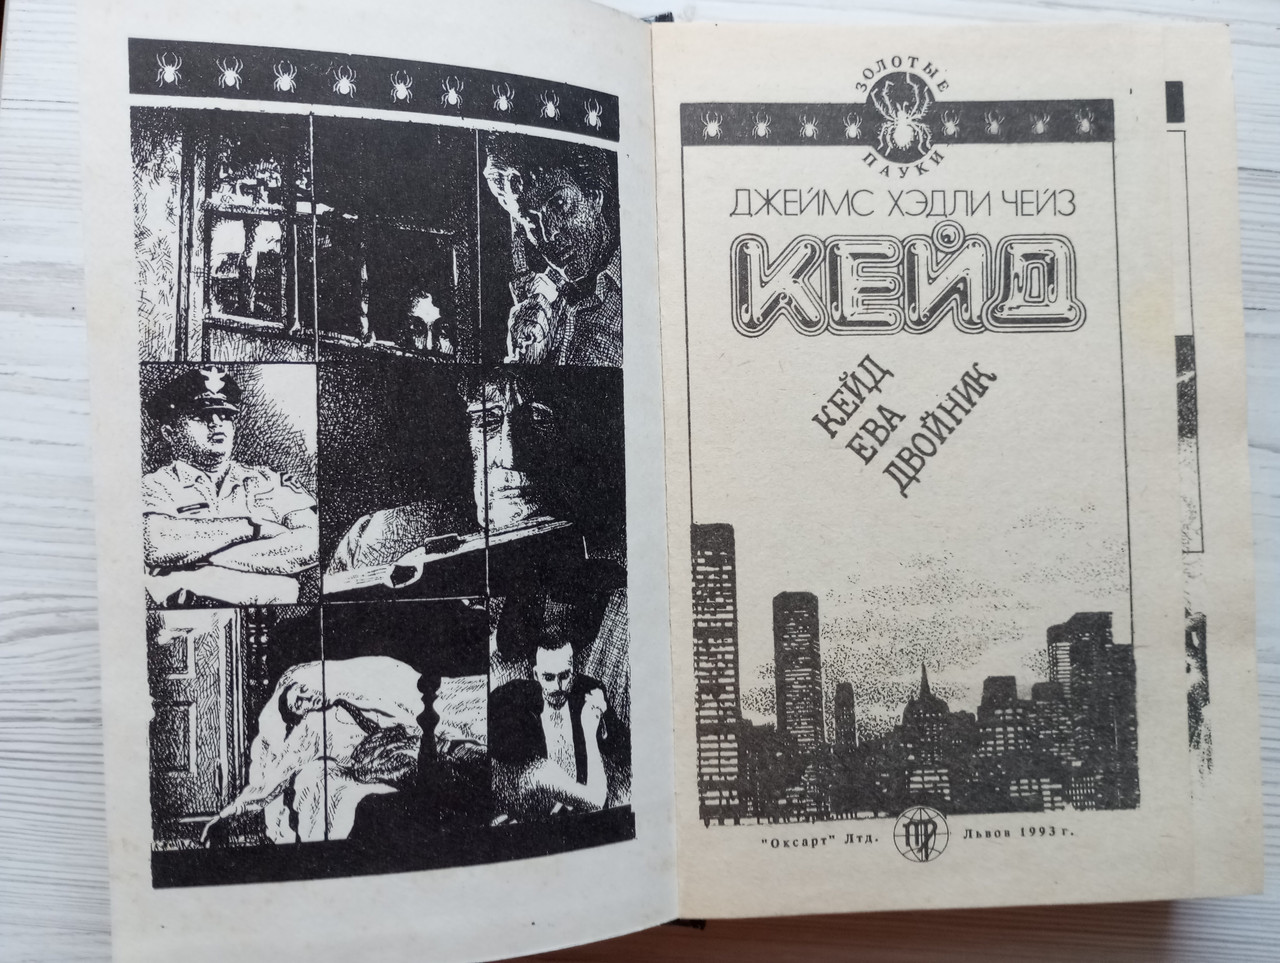 ЗОЛОТЫЕ
ПАУКИ
ДЖЕЙМС ХЭДЛИ ЧЕЙЗ
КЕЙД
КЕЙД
ЕВА
ДВОЙНИК
"Оксарт" Лтд. Львов 1993 г.